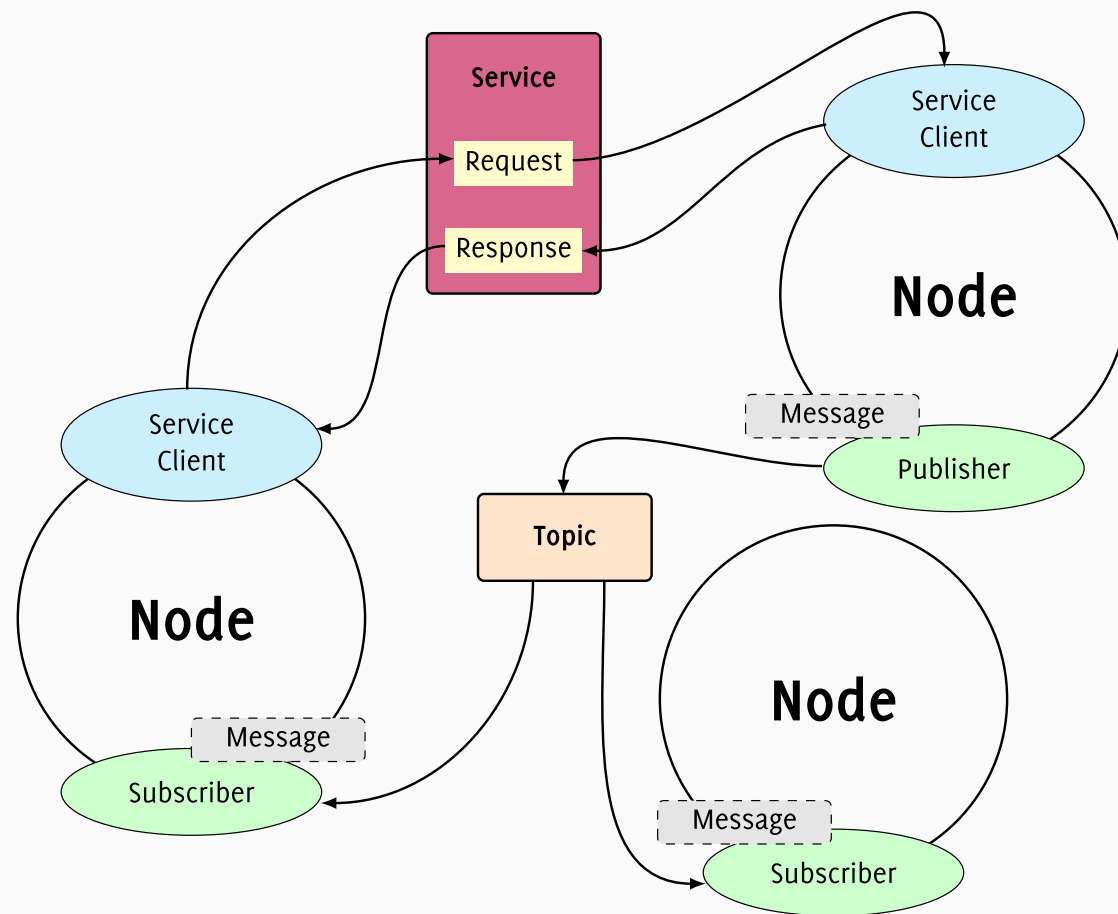 Service
Request
Response
Service
Client
Node
Message
Publisher
Service
Client
Node
Message
Subscriber
Topic
Node
Message
Subscriber